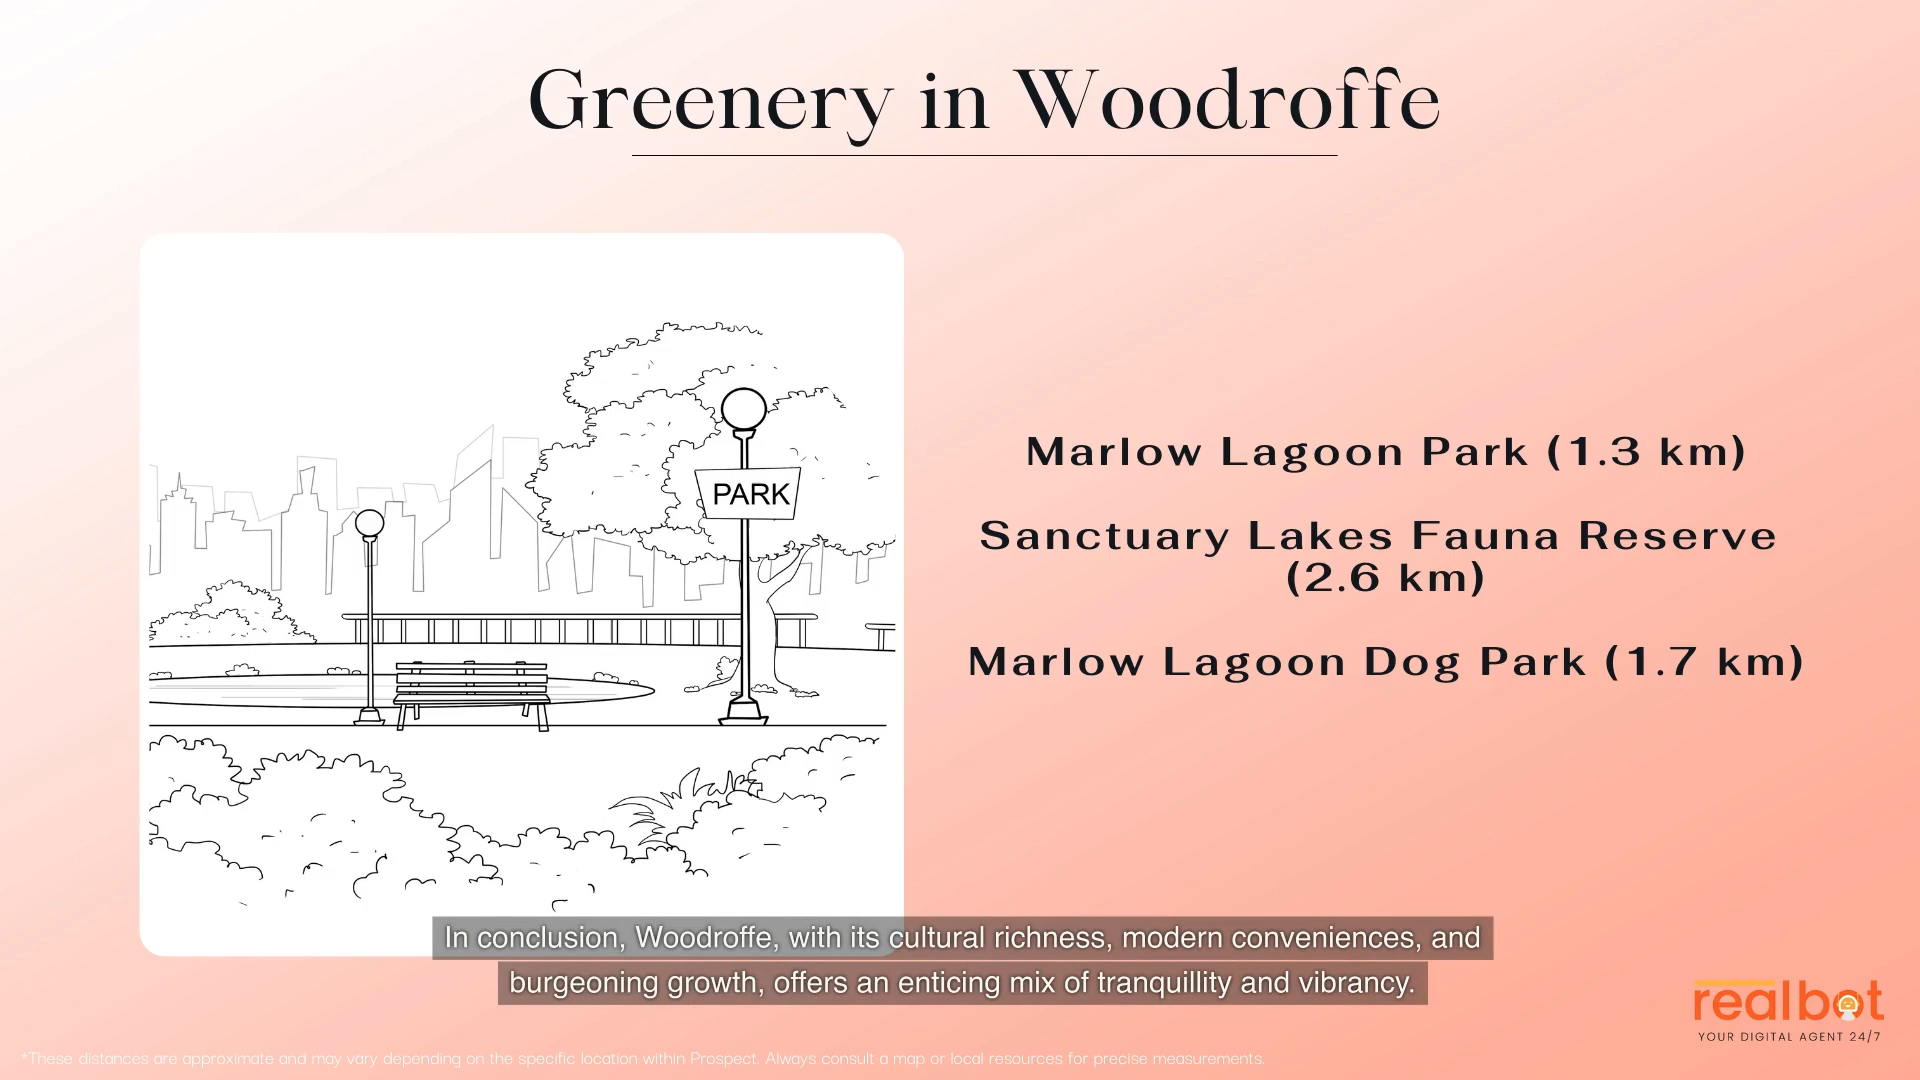 Greenery in Woodroffe
PARK
Marlow Lagoon Park (1.3 km)
Sanctuary Lakes Fauna Reserve
(2.6 km)
Marlow Lagoon Dog Park (1.7 km)
In conclusion, Woodroffe, with its cultural richness, modern conveniences, and
burgeoning growth, offers an enticing mix of tranquillity and vibrancy.
realbot
YOUR DIGITAL AGENT 24/7
*These distances are approximate and may vary depending on the specific location within Prospect. Always consult a map or local resources for precise measurements.